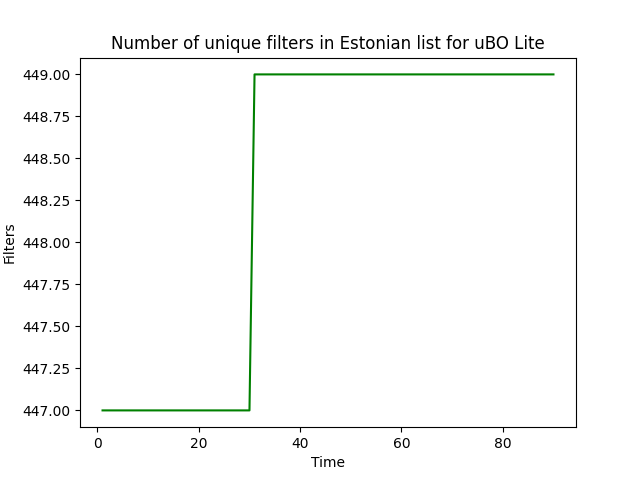 Number of unique filters in Estonian list for uBO Lite
449.00
448.75
448.50
448.25
448.00
447.75
447.50
447.25
447.00
Filters
0 20 40 60 80
Time